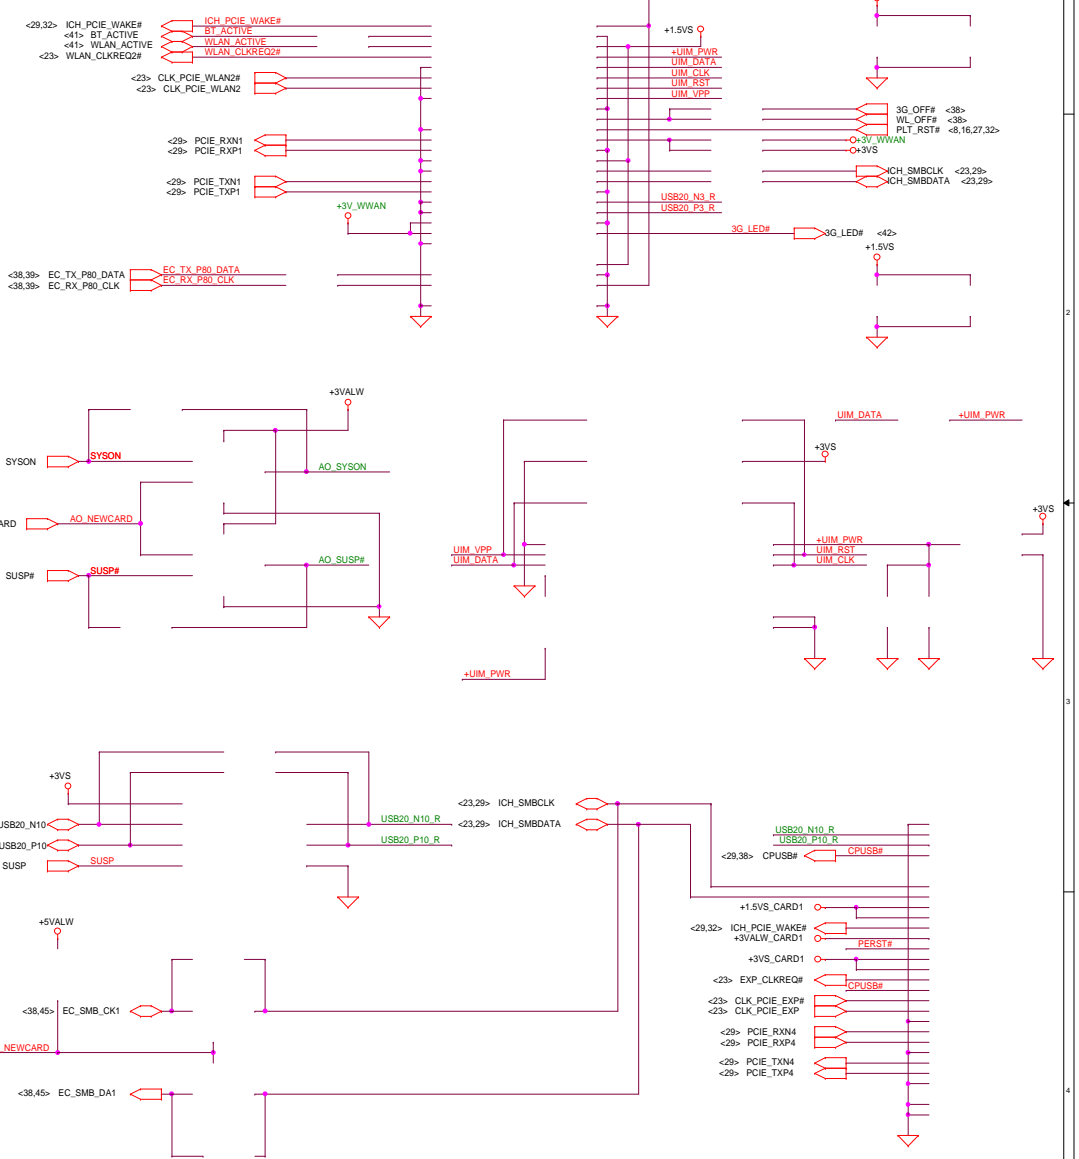 <29,32> ICH_PCIE_WAKE# ICH_PCIE_WAKE#
<41> BT_ACTIVE BT_ACTIVE
<41> WLAN_ACTIVE WLAN_ACTIVE
<23> WLAN_CLKREQ2# WLAN_CLKREQ2#
<23> CLK_PCIE_WLAN2#
<23> CLK_PCIE_WLAN2
<29> PCIE_RXN1
<29> PCIE_RXP1
<29> PCIE_TXN1
<29> PCIE_TXP1
+3V_WWAN
<38,39> EC_TX_P80_DATA EC_TX_P80_DATA
<38,39> EC_RX_P80_CLK EC_RX_P80_CLK
+1.5VS
+UIM_PWR
UIM_DATA
UIM_CLK
UIM_RST
UIM_VPP
3G_OFF# <38>
WL_OFF# <38>
PLT_RST# <8,16,27,32>
+3V_WWAN
+3VS
ICH_SMBCLK <23,29>
ICH_SMBDATA <23,29>
USB20_N3_R
USB20_P3_R
3G_LED# 3G_LED# <42>
+1.5VS
2
+3VALW
SYSON SYSON
AO_SYSON
ARD AO_NEWCARD
AO_SUSP#
SUSP# SUSP#
UIM_VPP
UIM_DATA
+UIM_PWR
UIM_DATA +UIM_PWR
+3VS
+UIM_PWR
UIM_RST
UIM_CLK
+3VS
3
+3VS
USB20_N10 USB20_N10_R
USB20_P10 USB20_P10_R
SUSP SUSP
<23,29> ICH_SMBCLK
<23,29> ICH_SMBDATA
USB20_N10_R
USB20_P10_R
<29,38> CPUSB# CPUSB#
+1.5VS_CARD1
<29,32> ICH_PCIE_WAKE#
+3VALW_CARD1
PERST#
+3VS_CARD1
<23> EXP_CLKREQ#
CPUSB#
<23> CLK_PCIE_EXP#
<23> CLK_PCIE_EXP
<29> PCIE_RXN4
<29> PCIE_RXP4
<29> PCIE_TXN4
<29> PCIE_TXP4
+5VALW
<38,45> EC_SMB_CK1
NEWCARD
<38,45> EC_SMB_DA1
4